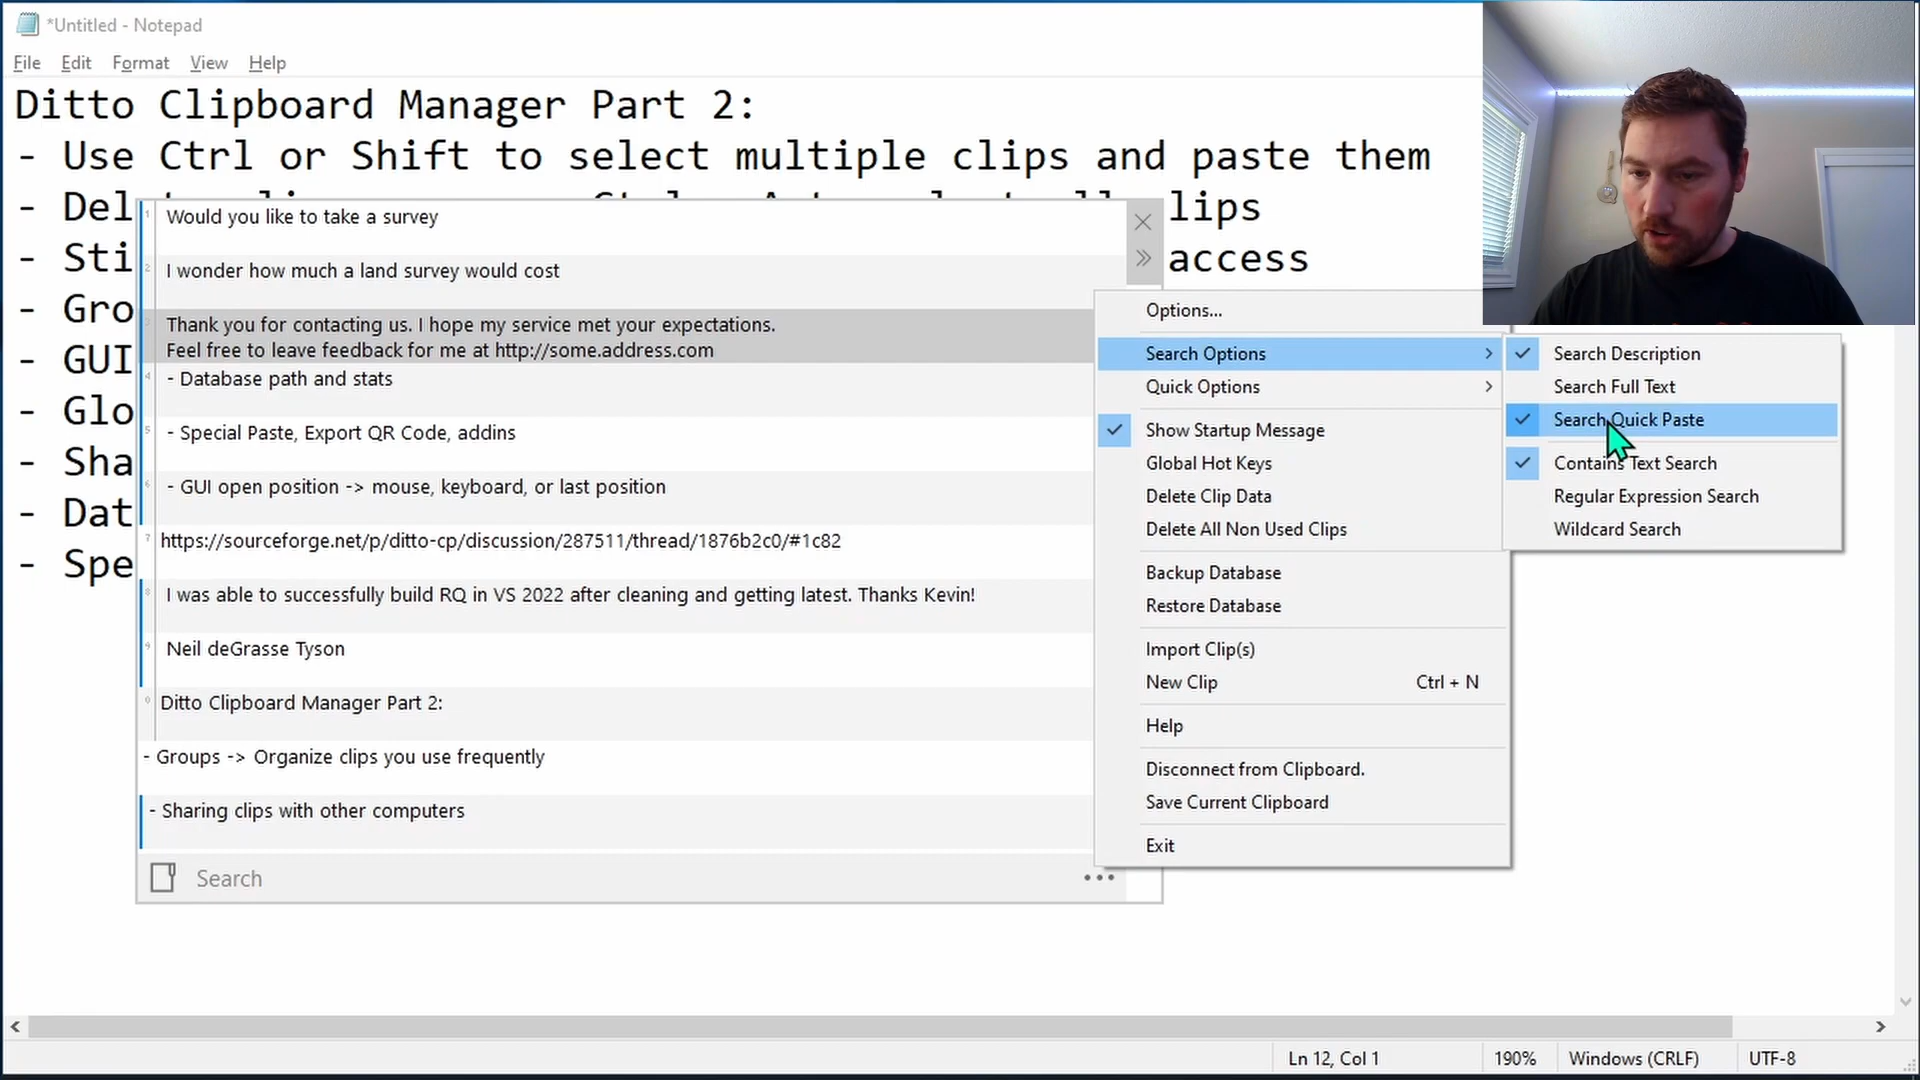 *Untitled - Notepad
File Edit Format View Help
Ditto Clipboard Manager Part 2:
- Use Ctrl or Shift to select multiple clips and paste them
- Del lips
- Sti access
- Gro
- GUI
- Glo
- Sha
- Dat
- Spe
1 Would you like to take a survey
2 I wonder how much a land survey would cost
3 Thank you for contacting us. I hope my service met your expectations.
Feel free to leave feedback for me at http://some.address.com
4 - Database path and stats
5 - Special Paste, Export QR Code, addins
6 - GUI open position -> mouse, keyboard, or last position
7 https://sourceforge.net/p/ditto-cp/discussion/287511/thread/1876b2c0/#1c82
8 I was able to successfully build RQ in VS 2022 after cleaning and getting latest. Thanks Kevin!
9 Neil deGrasse Tyson
0 Ditto Clipboard Manager Part 2:
- Groups -> Organize clips you use frequently
- Sharing clips with other computers
Search
Options...
Search Options
Quick Options
Show Startup Message
Global Hot Keys
Delete Clip Data
Delete All Non Used Clips
Backup Database
Restore Database
Import Clip(s)
New Clip Ctrl + N
Help
Disconnect from Clipboard.
Save Current Clipboard
Exit
Search Description
Search Full Text
Search Quick Paste
Contains Text Search
Regular Expression Search
Wildcard Search
Ln 12, Col 1 190% Windows (CRLF) UTF-8